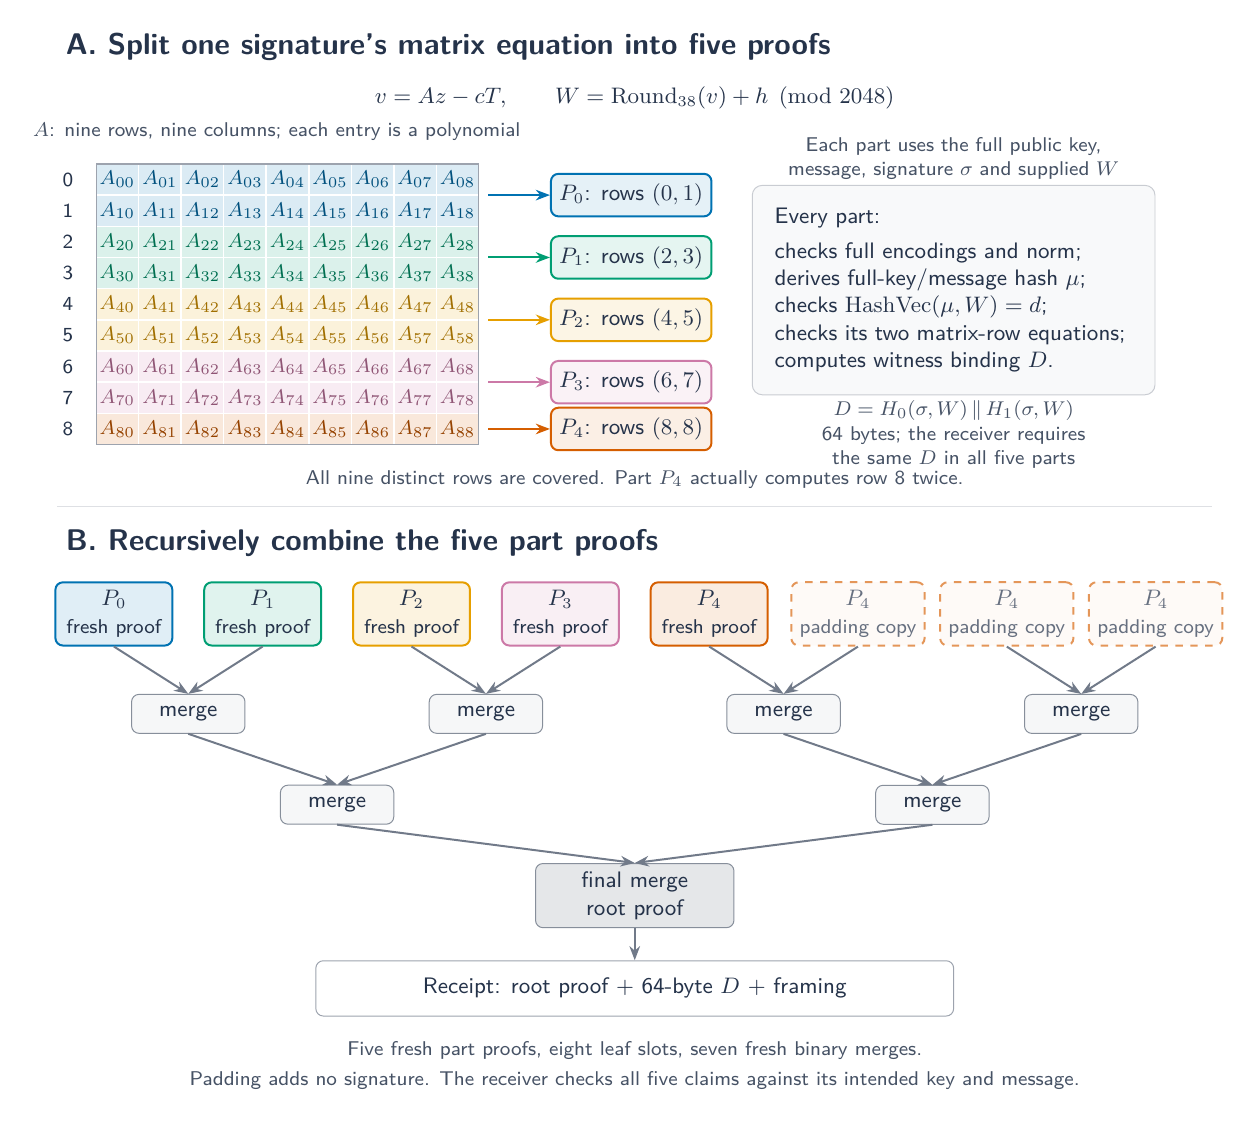 A. Split one signature's matrix equation into five proofs
v = Az − cT,   W = Round₃₈(v) + h (mod 2048)
A: nine rows, nine columns; each entry is a polynomial
0 A₀₀ A₀₁ A₀₂ A₀₃ A₀₄ A₀₅ A₀₆ A₀₇ A₀₈
1 A₁₀ A₁₁ A₁₂ A₁₃ A₁₄ A₁₅ A₁₆ A₁₇ A₁₈
2 A₂₀ A₂₁ A₂₂ A₂₃ A₂₄ A₂₅ A₂₆ A₂₇ A₂₈
3 A₃₀ A₃₁ A₃₂ A₃₃ A₃₄ A₃₅ A₃₆ A₃₇ A₃₈
4 A₄₀ A₄₁ A₄₂ A₄₃ A₄₄ A₄₅ A₄₆ A₄₇ A₄₈
5 A₅₀ A₅₁ A₅₂ A₅₃ A₅₄ A₅₅ A₅₆ A₅₇ A₅₈
6 A₆₀ A₆₁ A₆₂ A₆₃ A₆₄ A₆₅ A₆₆ A₆₇ A₆₈
7 A₇₀ A₇₁ A₇₂ A₇₃ A₇₄ A₇₅ A₇₆ A₇₇ A₇₈
8 A₈₀ A₈₁ A₈₂ A₈₃ A₈₄ A₈₅ A₈₆ A₈₇ A₈₈
P₀: rows (0, 1)
P₁: rows (2, 3)
P₂: rows (4, 5)
P₃: rows (6, 7)
P₄: rows (8, 8)
Each part uses the full public key,
message, signature σ and supplied W
Every part:
checks full encodings and norm;
derives full-key/message hash μ;
checks HashVec(μ, W) = d;
checks its two matrix-row equations;
computes witness binding D.
D = H₀(σ, W) ∥ H₁(σ, W)
64 bytes; the receiver requires
the same D in all five parts
All nine distinct rows are covered. Part P₄ actually computes row 8 twice.
B. Recursively combine the five part proofs
P₀ P₁ P₂ P₃ P₄ P₄ P₄ P₄
fresh proof fresh proof fresh proof fresh proof fresh proof padding copy padding copy padding copy
merge merge merge merge
merge merge
final merge
root proof
Receipt: root proof + 64-byte D + framing
Five fresh part proofs, eight leaf slots, seven fresh binary merges.
Padding adds no signature. The receiver checks all five claims against its intended key and message.